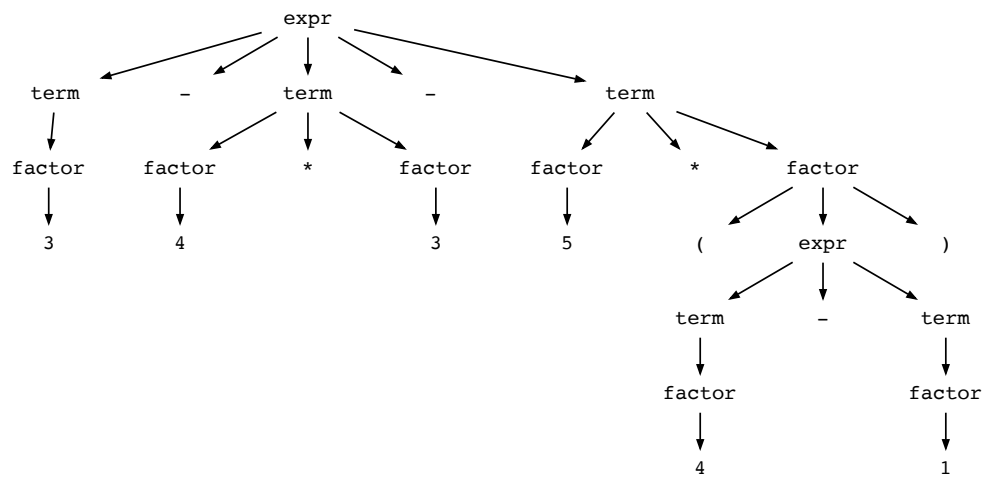 expr
term - term - term
factor factor * factor factor * factor
3 4 3 5 ( expr )
term - term
factor factor
4 1